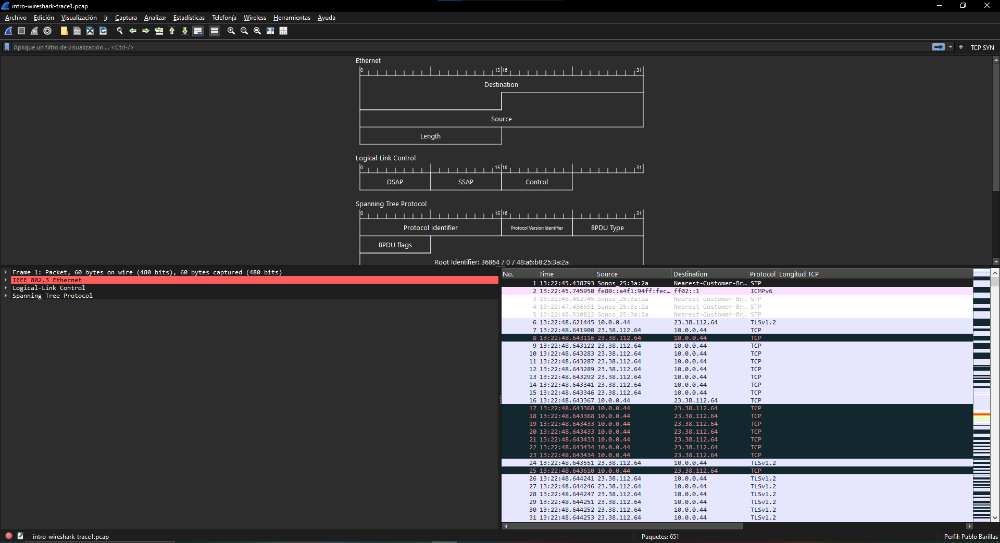 intro-wireshark-trace1.pcap
Archivo Edición Visualización Ir Captura Analizar Estadísticas Telefonía Wireless Herramientas Ayuda
Aplique un filtro de visualización ... <Ctrl-/>
+ TCP SYN
Ethernet
0 15 16 31
Destination
Source
Length
Logical-Link Control
0 15 16 31
DSAP SSAP Control
Spanning Tree Protocol
0 15 16 31
Protocol Identifier Protocol Version Identifier BPDU Type
BPDU flags
Root Identifier: 36864 / 0 / 48:a6:b8:25:3a:2a
Frame 1: Packet, 60 bytes on wire (480 bits), 60 bytes captured (480 bits)
IEEE 802.3 Ethernet
Logical-Link Control
Spanning Tree Protocol
No. Time Source Destination Protocol Longitud TCP
1 13:22:45.438793 Sonos_25:3a:2a Nearest-Customer-Br… STP
2 13:22:45.745950 fe80::a4f1:94ff:fec… ff02::1 ICMPv6
3 13:22:46.462745 Sonos_25:3a:2a Nearest-Customer-Br… STP
4 13:22:47.486691 Sonos_25:3a:2a Nearest-Customer-Br… STP
5 13:22:48.510822 Sonos_25:3a:2a Nearest-Customer-Br… STP
6 13:22:48.621445 10.0.0.44 23.38.112.64 TLSv1.2
7 13:22:48.641900 23.38.112.64 10.0.0.44 TCP
8 13:22:48.643116 23.38.112.64 10.0.0.44 TCP
9 13:22:48.643122 23.38.112.64 10.0.0.44 TCP
10 13:22:48.643283 23.38.112.64 10.0.0.44 TCP
11 13:22:48.643287 23.38.112.64 10.0.0.44 TCP
12 13:22:48.643289 23.38.112.64 10.0.0.44 TCP
13 13:22:48.643292 23.38.112.64 10.0.0.44 TCP
14 13:22:48.643341 23.38.112.64 10.0.0.44 TCP
15 13:22:48.643346 23.38.112.64 10.0.0.44 TCP
16 13:22:48.643367 10.0.0.44 23.38.112.64 TCP
17 13:22:48.643368 10.0.0.44 23.38.112.64 TCP
18 13:22:48.643368 10.0.0.44 23.38.112.64 TCP
19 13:22:48.643433 10.0.0.44 23.38.112.64 TCP
20 13:22:48.643433 10.0.0.44 23.38.112.64 TCP
21 13:22:48.643433 10.0.0.44 23.38.112.64 TCP
22 13:22:48.643434 10.0.0.44 23.38.112.64 TCP
23 13:22:48.643434 10.0.0.44 23.38.112.64 TCP
24 13:22:48.643551 23.38.112.64 10.0.0.44 TLSv1.2
25 13:22:48.643610 10.0.0.44 23.38.112.64 TCP
26 13:22:48.644241 23.38.112.64 10.0.0.44 TLSv1.2
27 13:22:48.644246 23.38.112.64 10.0.0.44 TLSv1.2
28 13:22:48.644247 23.38.112.64 10.0.0.44 TLSv1.2
29 13:22:48.644251 23.38.112.64 10.0.0.44 TLSv1.2
30 13:22:48.644252 23.38.112.64 10.0.0.44 TLSv1.2
31 13:22:48.644253 23.38.112.64 10.0.0.44 TLSv1.2
intro-wireshark-trace1.pcap Paquetes: 651 Perfil: Pablo Barillas